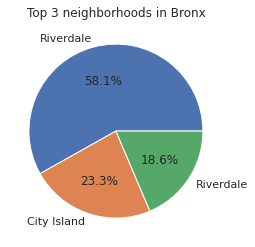 Top 3 neighborhoods in Bronx
Riverdale
58.1%
18.6%
23.3%
Riverdale
City Island